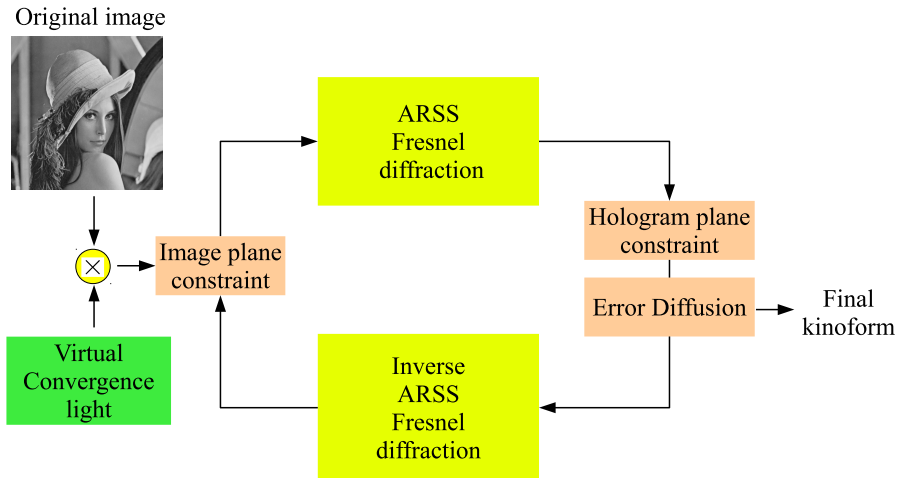 Original image
ARSS
Fresnel
diffraction
Hologram plane
constraint
Image plane
constraint
×
Error Diffusion
Final
kinoform
Virtual
Convergence
light
Inverse
ARSS
Fresnel
diffraction